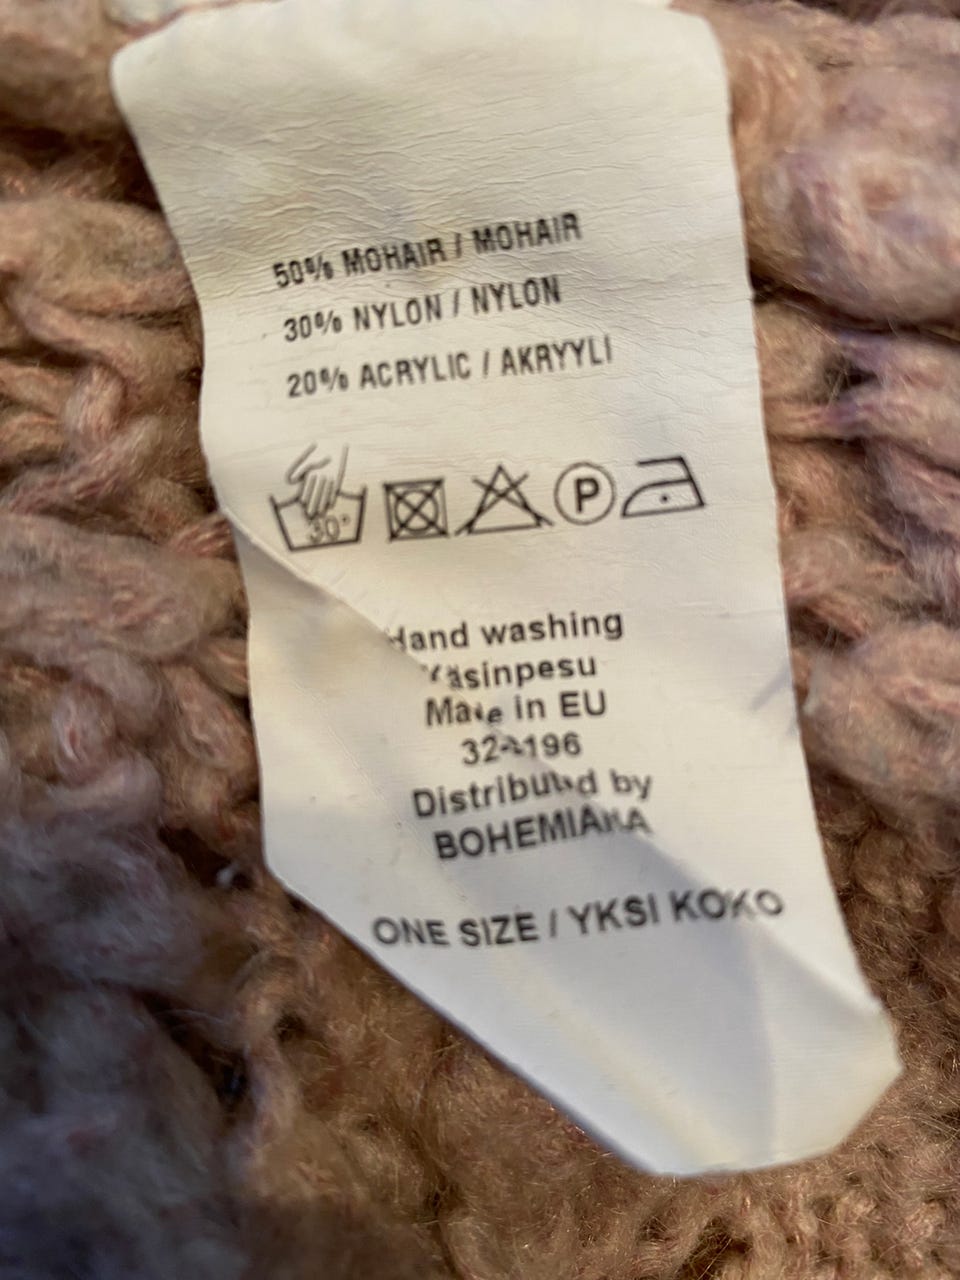 50% MOHAIR / MOHAIR
30% NYLON / NYLON
20% ACRYLIC / AKRYYLI
30°
P
Hand washing
Käsinpesu
Made in EU
Distributed by
BOHEMIANA
ONE SIZE / YKSI KOKO